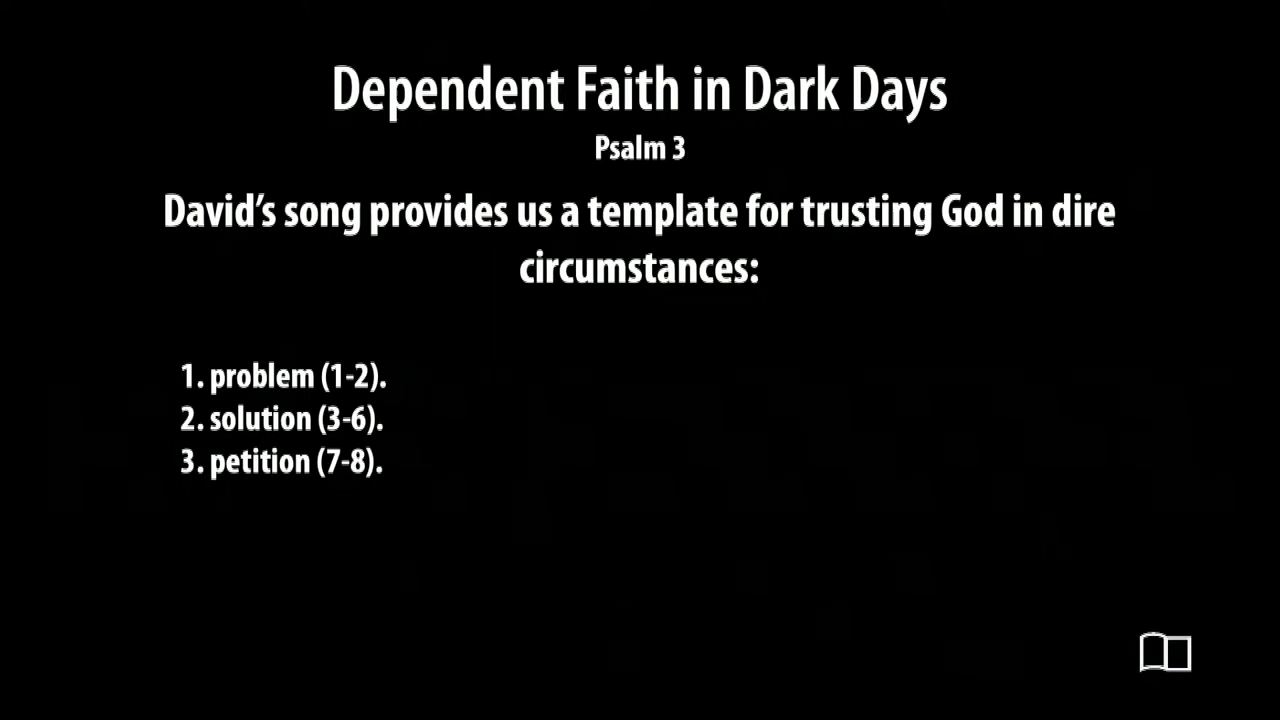 Dependent Faith in Dark Days
Psalm 3
David’s song provides us a template for trusting God in dire
circumstances:
1. problem (1-2).
2. solution (3-6).
3. petition (7-8).